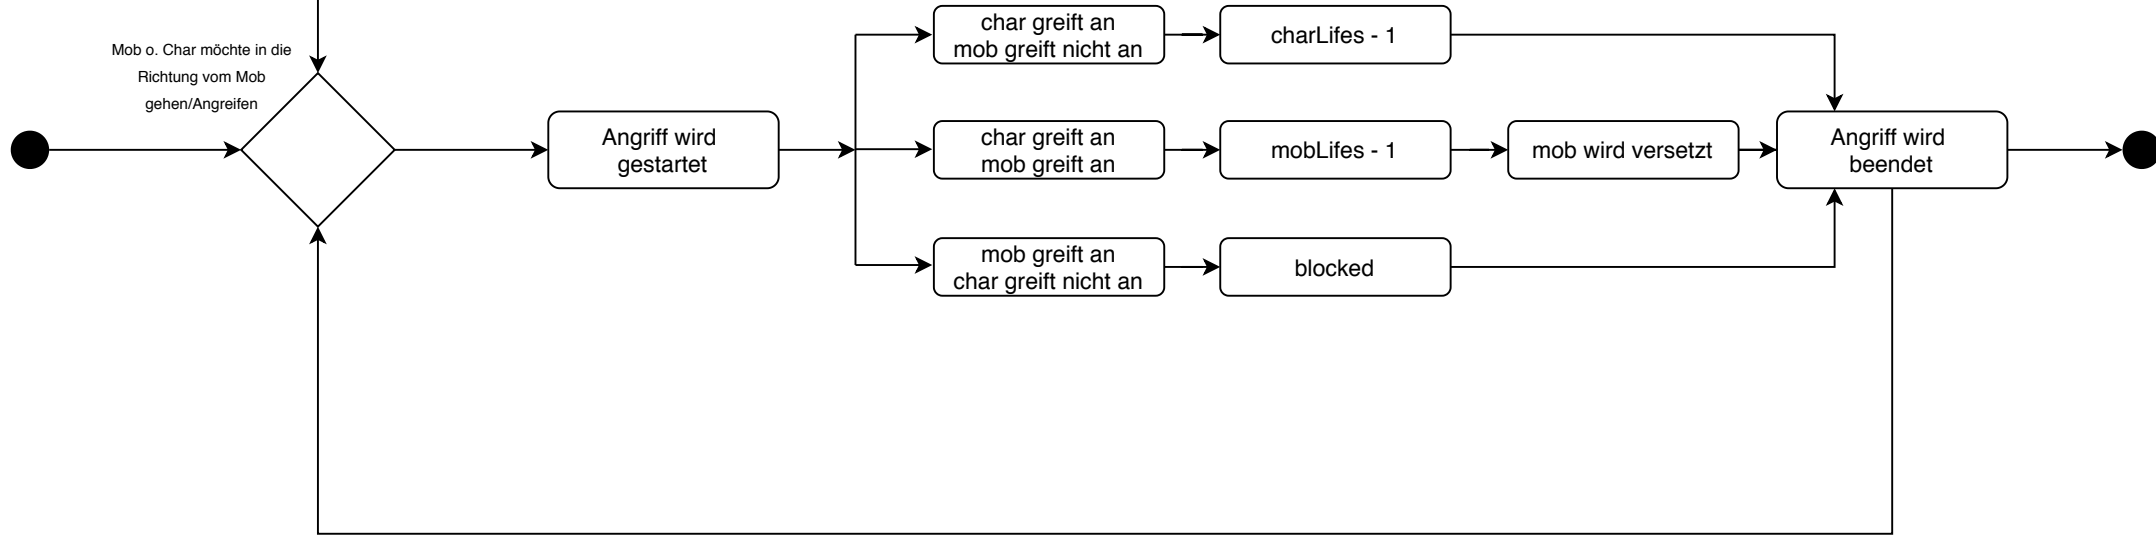 Mob o. Char möchte in die
Richtung vom Mob
gehen/Angreifen
Angriff wird
gestartet
char greift an
mob greift nicht an
charLifes - 1
char greift an
mob greift an
mobLifes - 1
mob wird versetzt
mob greift an
char greift nicht an
blocked
Angriff wird
beendet